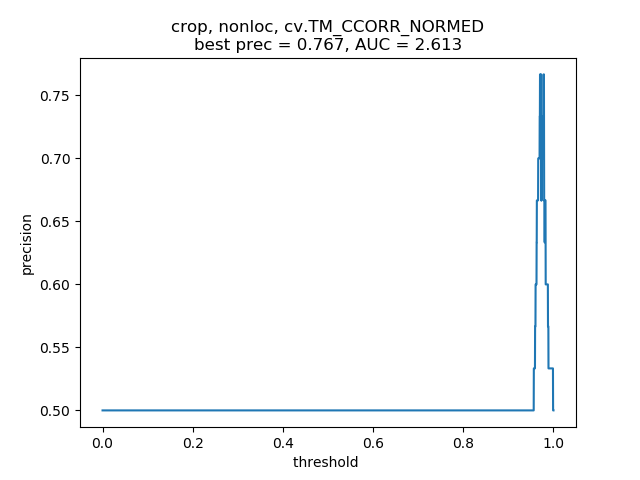 crop, nonloc, cv.TM_CCORR_NORMED
best prec = 0.767, AUC = 2.613
0.75
0.70
0.65
0.60
0.55
0.50
precision
0.0 0.2 0.4 0.6 0.8 1.0
threshold